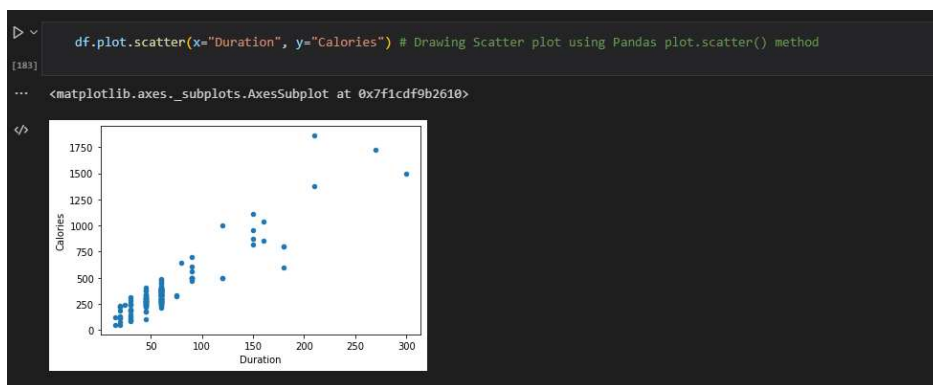 df.plot.scatter(x="Duration", y="Calories") # Drawing Scatter plot using Pandas plot.scatter() method
[183]
... <matplotlib.axes._subplots.AxesSubplot at 0x7f1cdf9b2610>
</>
1750
1500
1250
1000
750
500
250
0
Calories
50 100 150 200 250 300
Duration